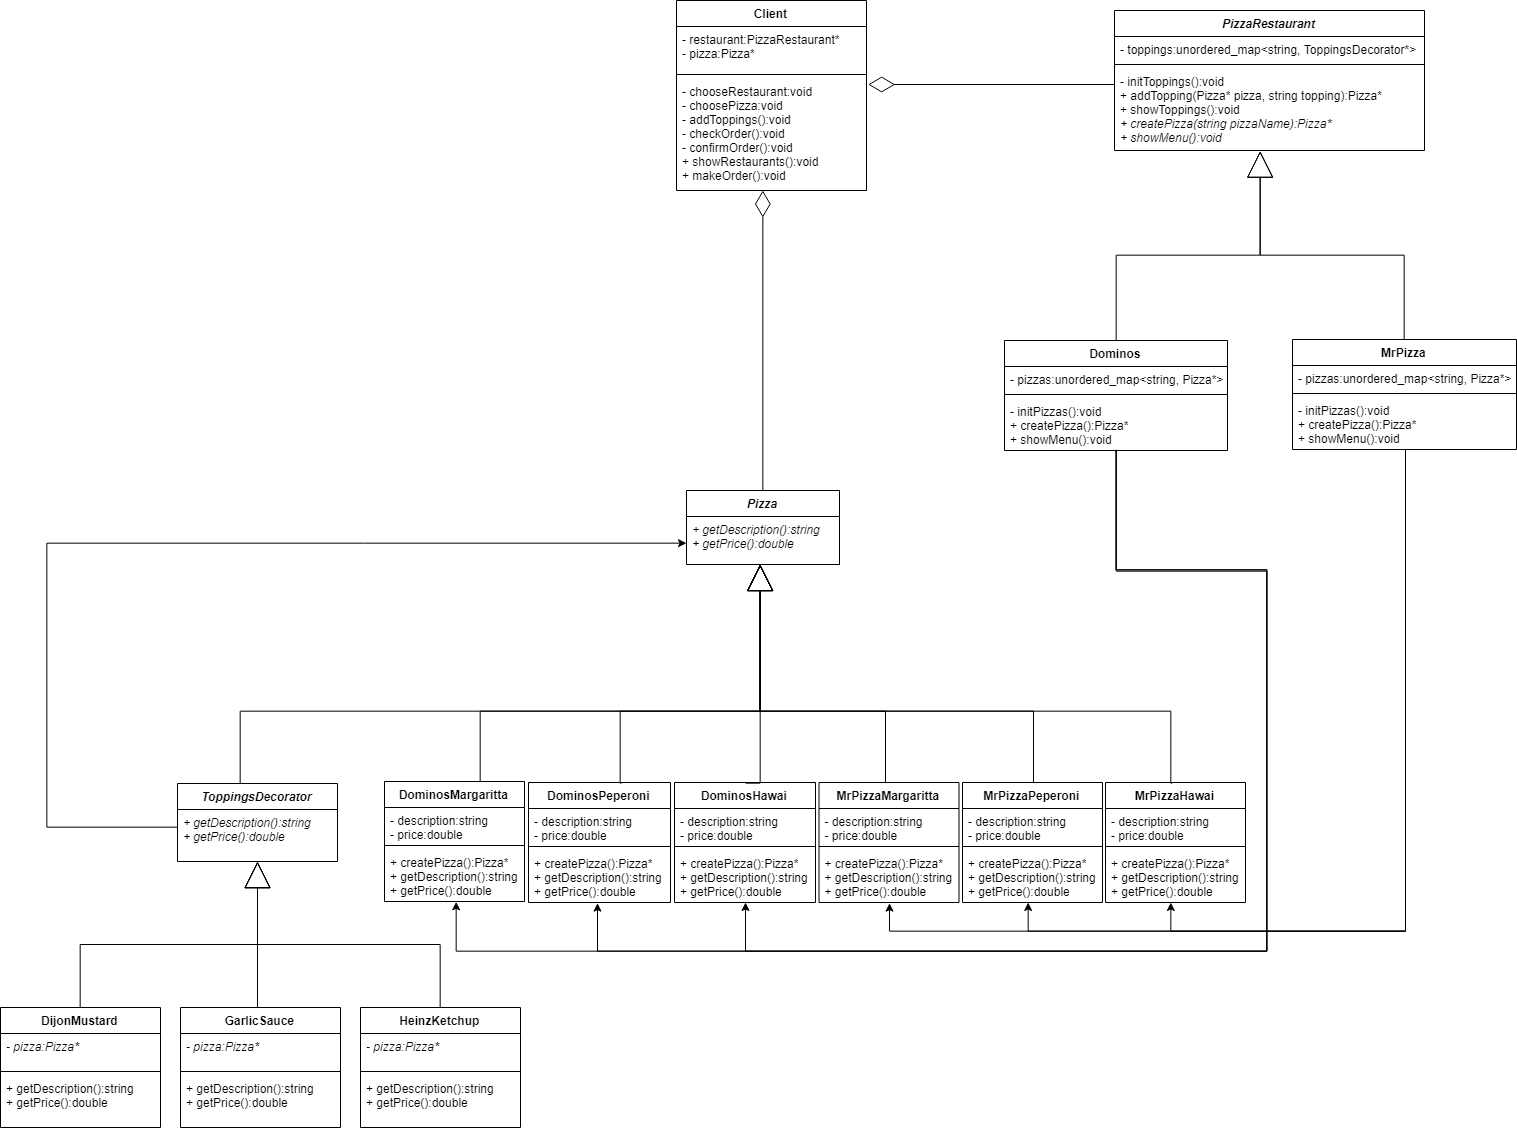 Client
- restaurant:PizzaRestaurant*
- pizza:Pizza*
- chooseRestaurant:void
- choosePizza:void
- addToppings():void
- checkOrder():void
- confirmOrder():void
+ showRestaurants():void
+ makeOrder():void
PizzaRestaurant
- toppings:unordered_map<string, ToppingsDecorator*>
- initToppings():void
+ addTopping(Pizza* pizza, string topping):Pizza*
+ showToppings():void
+ createPizza(string pizzaName):Pizza*
+ showMenu():void
Dominos
- pizzas:unordered_map<string, Pizza*>
- initPizzas():void
+ createPizza():Pizza*
+ showMenu():void
MrPizza
- pizzas:unordered_map<string, Pizza*>
- initPizzas():void
+ createPizza():Pizza*
+ showMenu():void
Pizza
+ getDescription():string
+ getPrice():double
ToppingsDecorator
+ getDescription():string
+ getPrice():double
DominosMargaritta
- description:string
- price:double
+ createPizza():Pizza*
+ getDescription():string
+ getPrice():double
DominosPeperoni
- description:string
- price:double
+ createPizza():Pizza*
+ getDescription():string
+ getPrice():double
DominosHawai
- description:string
- price:double
+ createPizza():Pizza*
+ getDescription():string
+ getPrice():double
MrPizzaMargaritta
- description:string
- price:double
+ createPizza():Pizza*
+ getDescription():string
+ getPrice():double
MrPizzaPeperoni
- description:string
- price:double
+ createPizza():Pizza*
+ getDescription():string
+ getPrice():double
MrPizzaHawai
- description:string
- price:double
+ createPizza():Pizza*
+ getDescription():string
+ getPrice():double
DijonMustard
- pizza:Pizza*
+ getDescription():string
+ getPrice():double
GarlicSauce
- pizza:Pizza*
+ getDescription():string
+ getPrice():double
HeinzKetchup
- pizza:Pizza*
+ getDescription():string
+ getPrice():double